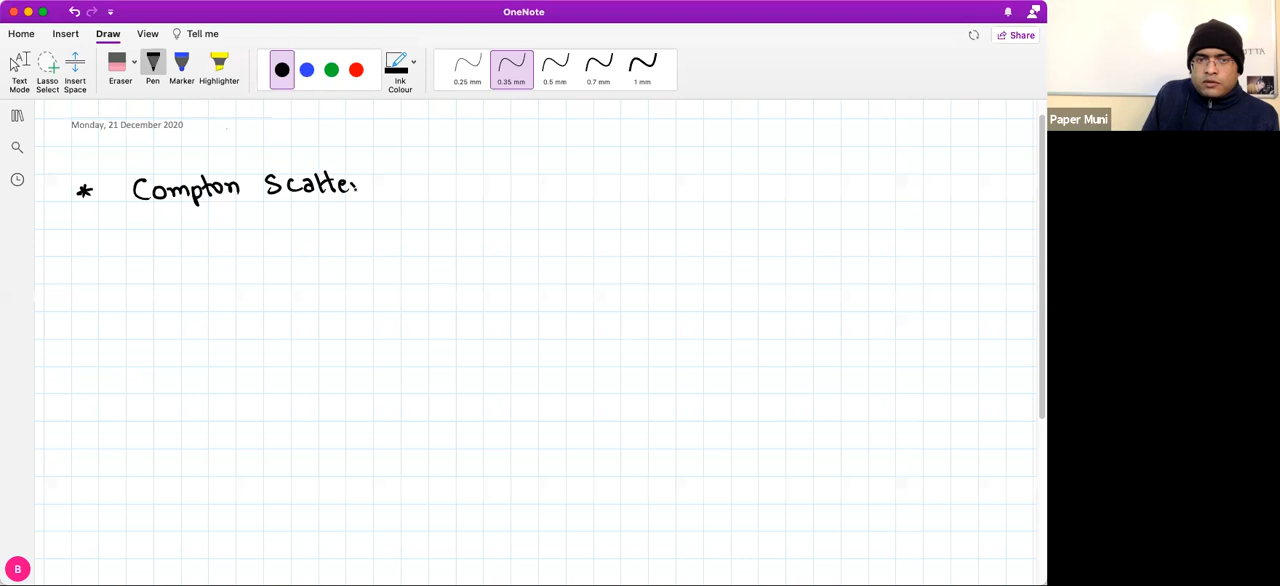 OneNote
Home Insert Draw View Tell me
Share
Text Mode
Lasso Select
Insert Space
Eraser
Pen
Marker
Highlighter
Ink Colour
0.25 mm
0.35 mm
0.5 mm
0.7 mm
1 mm
Paper Muni
Monday, 21 December 2020
* Compton Scatter
B